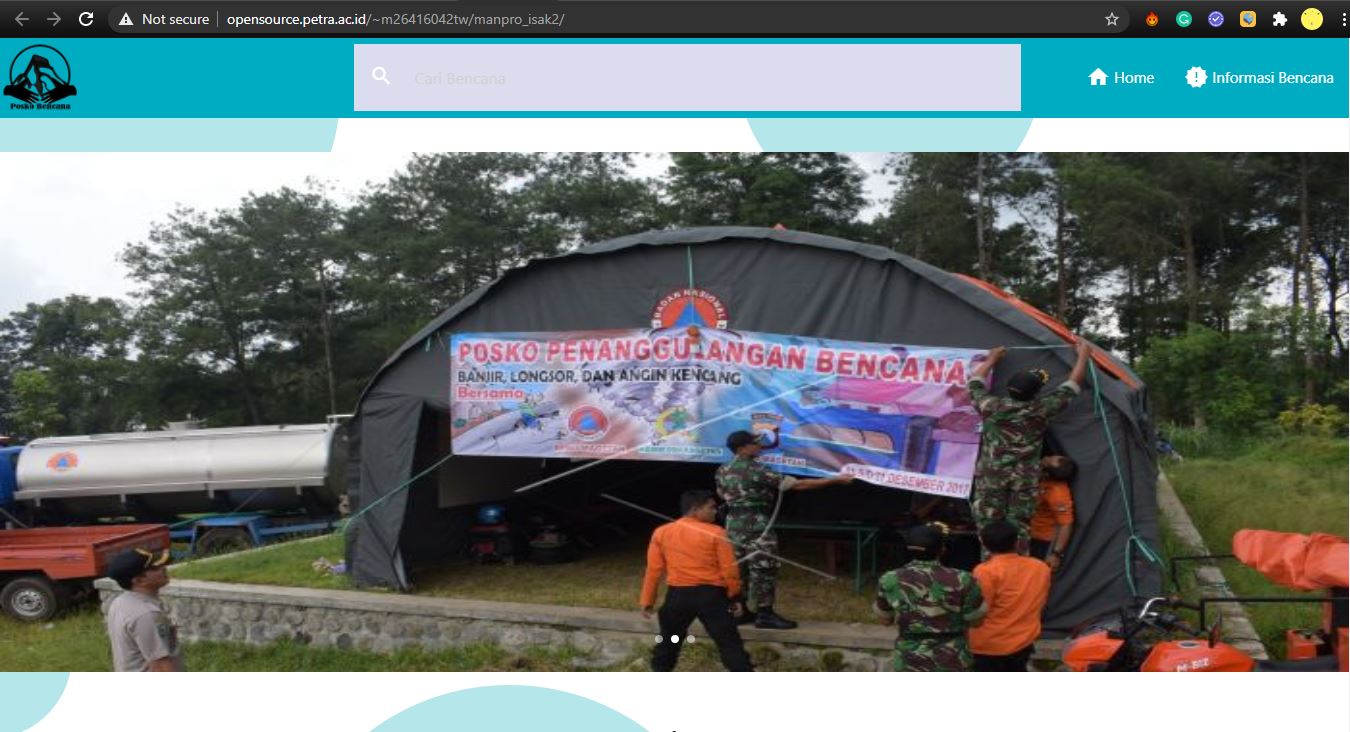 Not secure
opensource.petra.ac.id/~m26416042tw/manpro_isak2/
Posko Bencana
Cari Bencana
Home
Informasi Bencana
BADAN NASIONAL
POSKO PENANGGULANGAN BENCANA
BANJIR, LONGSOR, DAN ANGIN KENCANG
Bersama
DESEMBER 2017